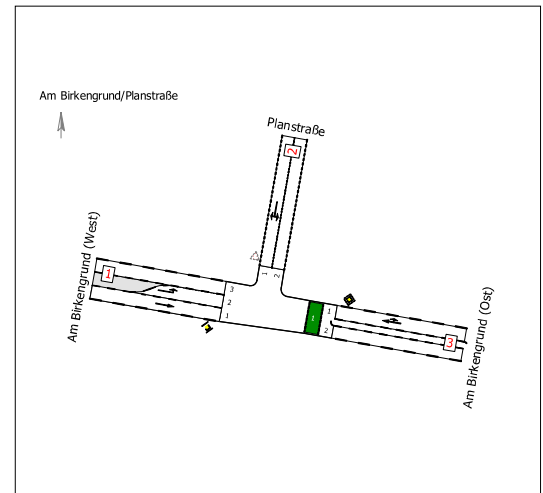 Am Birkengrund/Planstraße
Planstraße
2
Am Birkengrund (West)
1
3
2
1
1 2
1
1
2
3
Am Birkengrund (Ost)